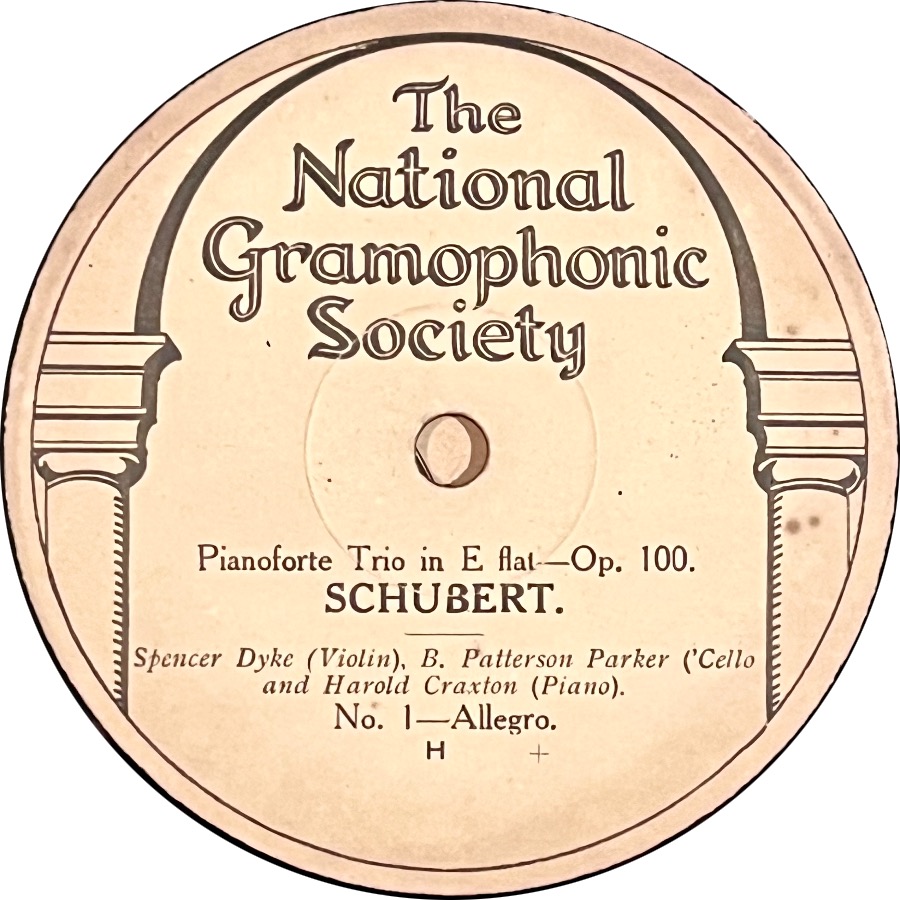 The
National
Gramophonic
Society
Pianoforte Trio in E flat—Op. 100.
SCHUBERT.
Spencer Dyke (Violin), B. Patterson Parker ('Cello
and Harold Craxton (Piano).
No. 1—Allegro.
H +